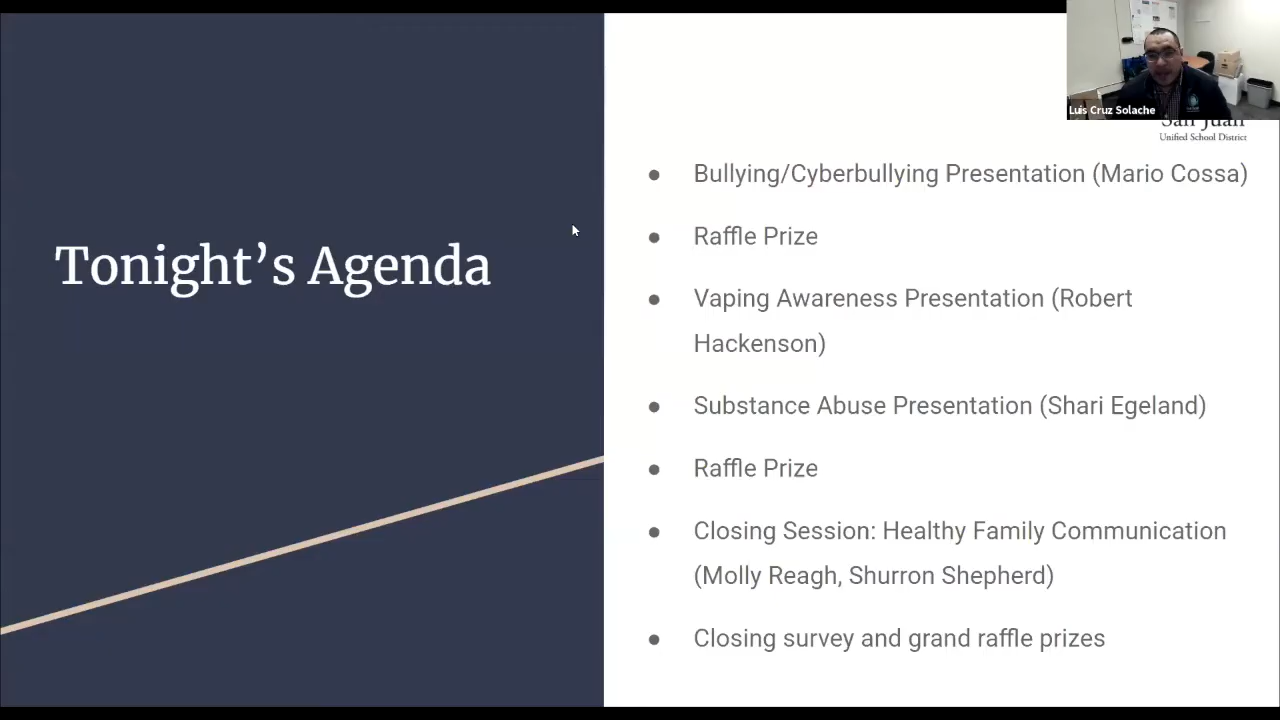 Luis Cruz Solache
San Juan
Unified School District
Tonight’s Agenda
● Bullying/Cyberbullying Presentation (Mario Cossa)
● Raffle Prize
● Vaping Awareness Presentation (Robert
Hackenson)
● Substance Abuse Presentation (Shari Egeland)
● Raffle Prize
● Closing Session: Healthy Family Communication
(Molly Reagh, Shurron Shepherd)
● Closing survey and grand raffle prizes